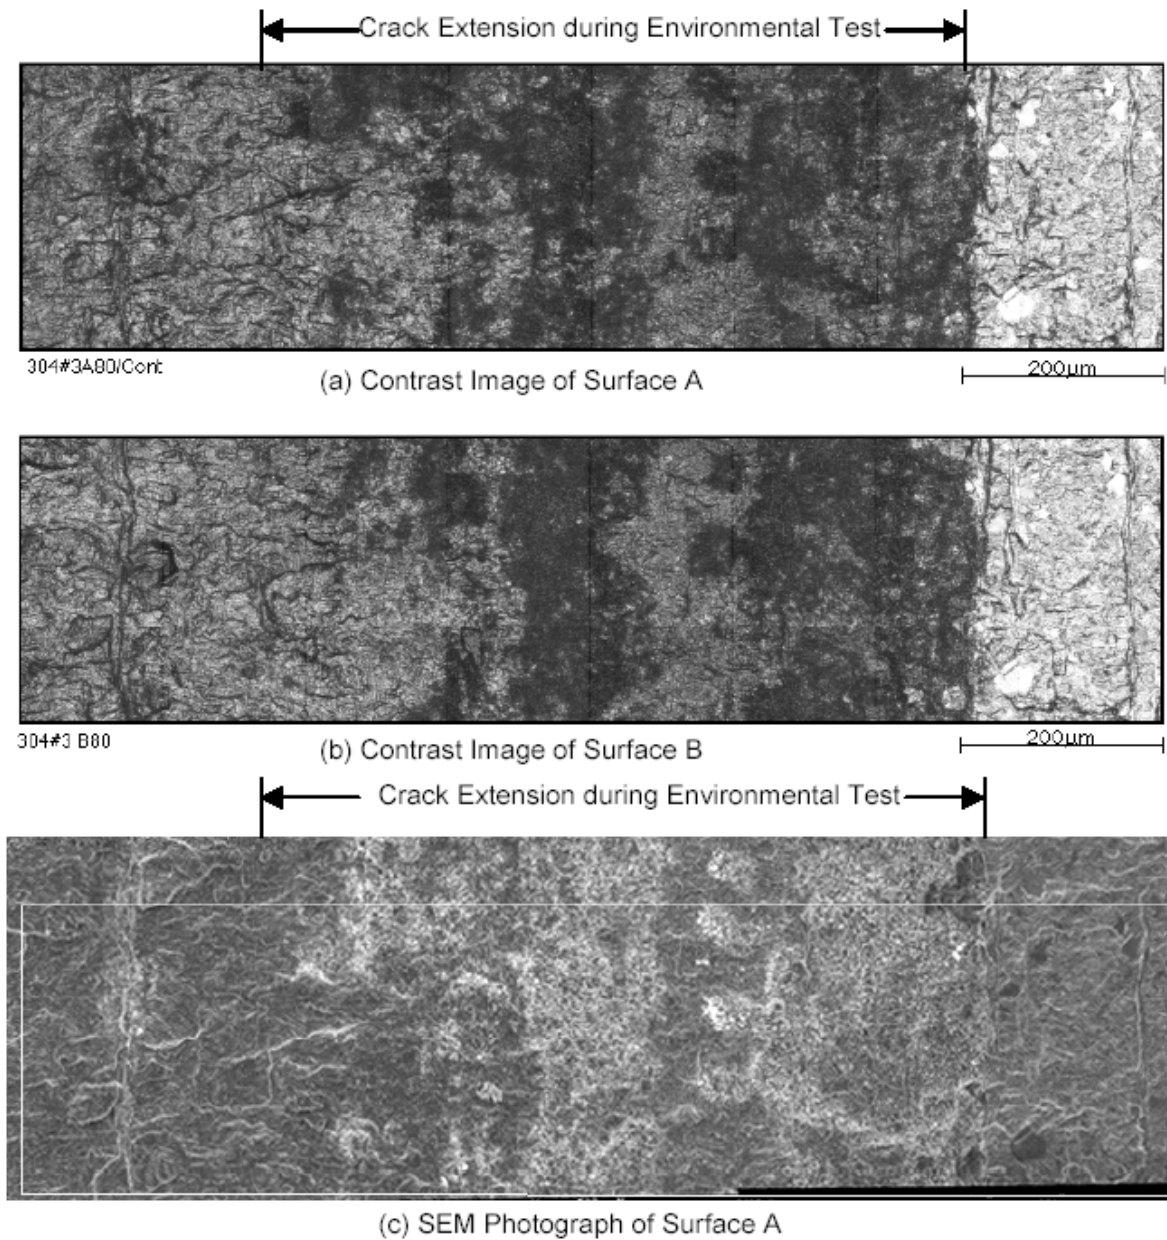 Crack Extension during Environmental Test
304#3A80/Cont
200μm
(a) Contrast Image of Surface A
304#3 B80
200μm
(b) Contrast Image of Surface B
Crack Extension during Environmental Test
(c) SEM Photograph of Surface A